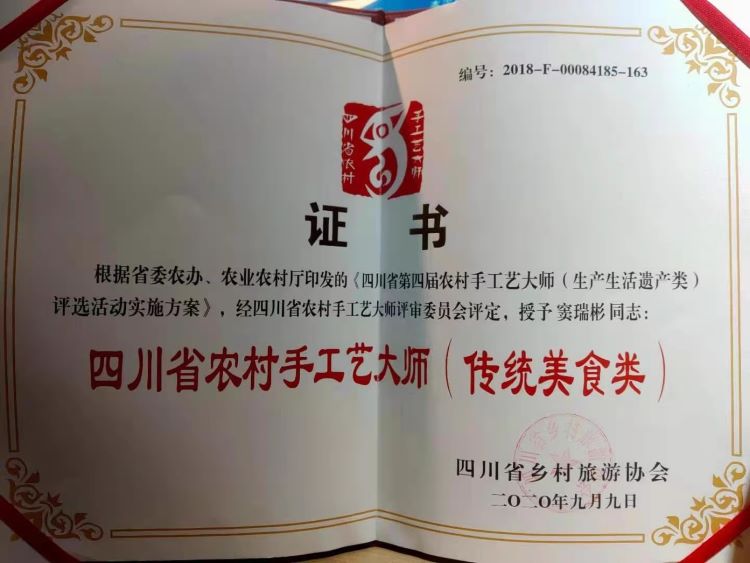 编号：2018-F-00084185-163
四川省农村
手工艺大师
证书
根据省委农办、农业农村厅印发的《四川省第四届农村手工艺大师（生产生活遗产类）
评选活动实施方案》，经四川省农村手工艺大师评审委员会评定，授予 窦瑞彬 同志：
四川省农村手工艺大师（传统美食类）
四川省乡村旅游协会
二〇二〇年九月九日